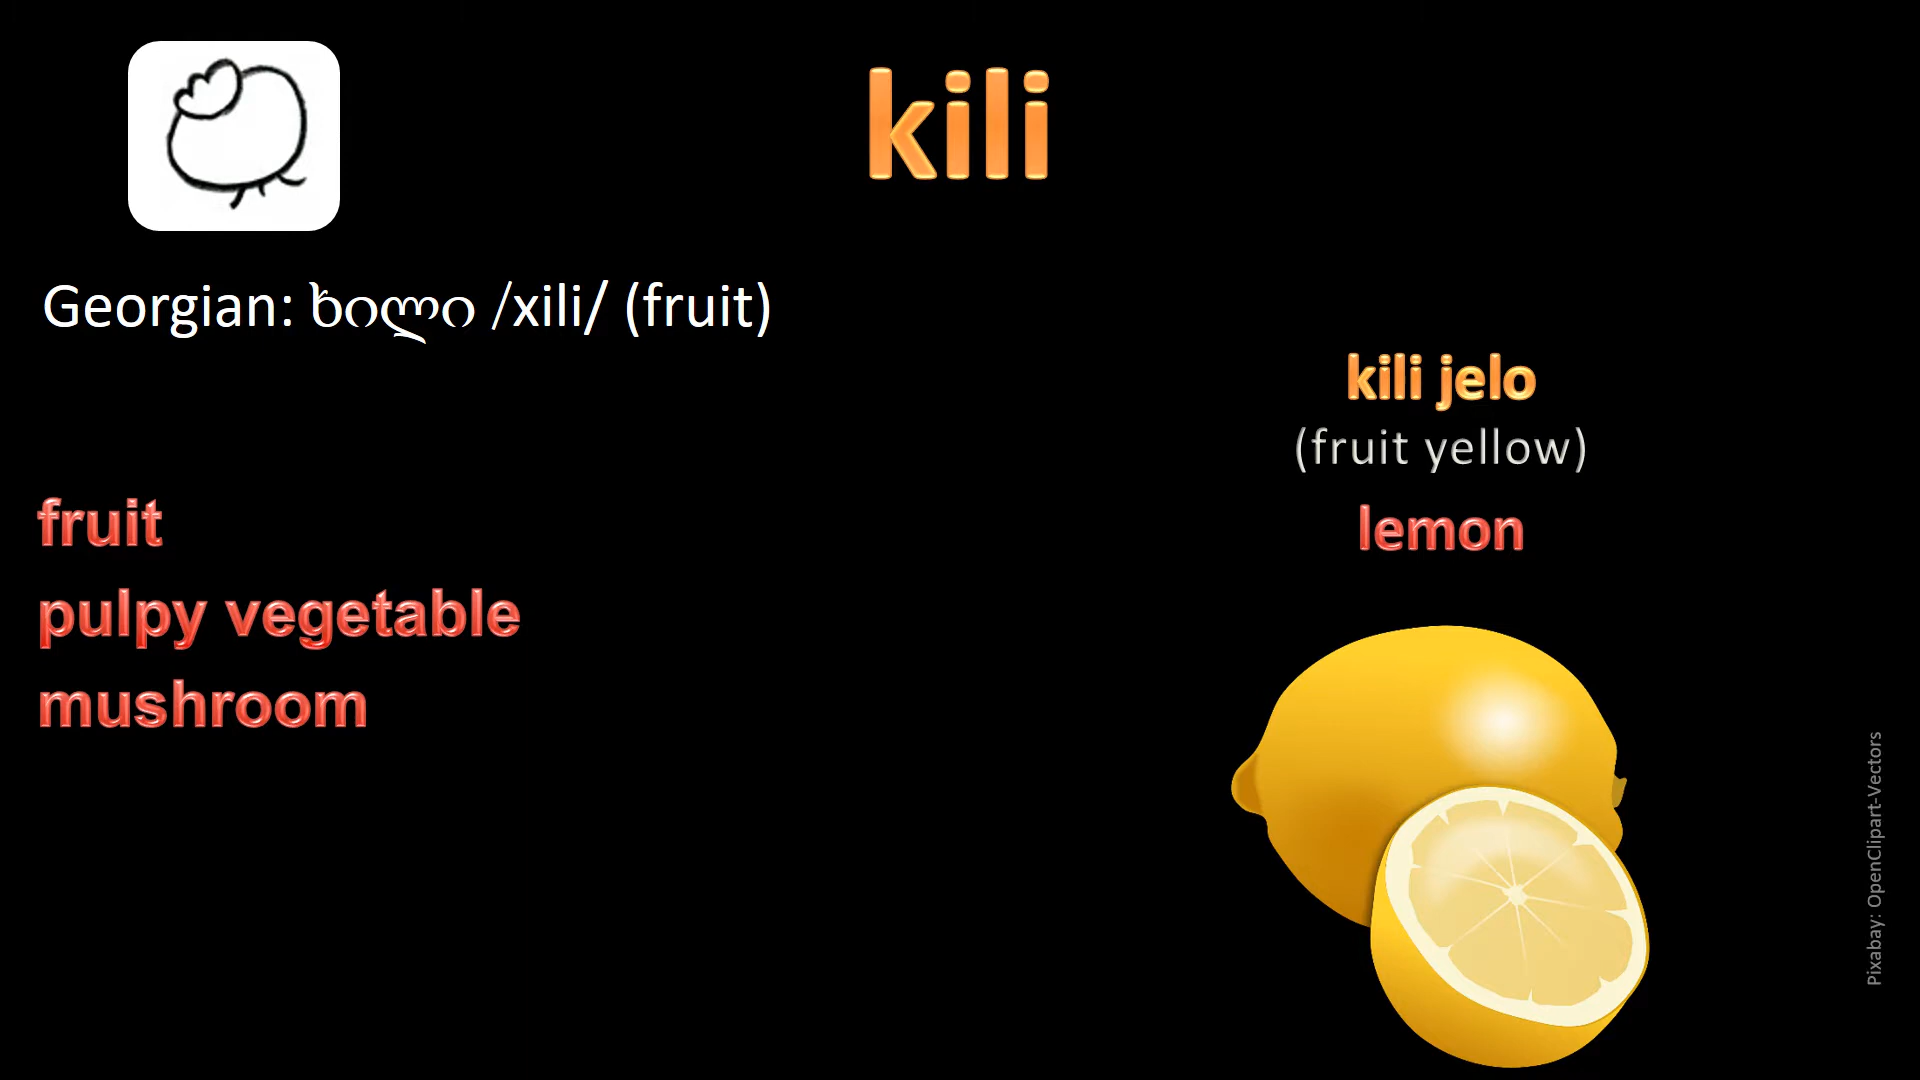 kili
Georgian: ხილი /xili/ (fruit)
fruit
pulpy vegetable
mushroom
kili jelo
(fruit yellow)
lemon
Pixabay: OpenClipart-Vectors